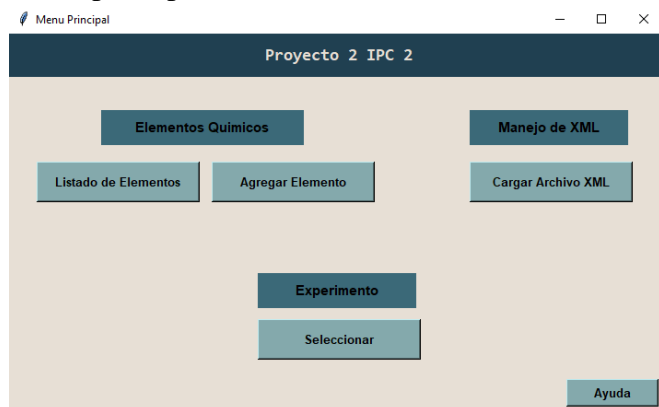 Menu Principal
Proyecto 2 IPC 2
Elementos Quimicos
Manejo de XML
Listado de Elementos
Agregar Elemento
Cargar Archivo XML
Experimento
Seleccionar
Ayuda